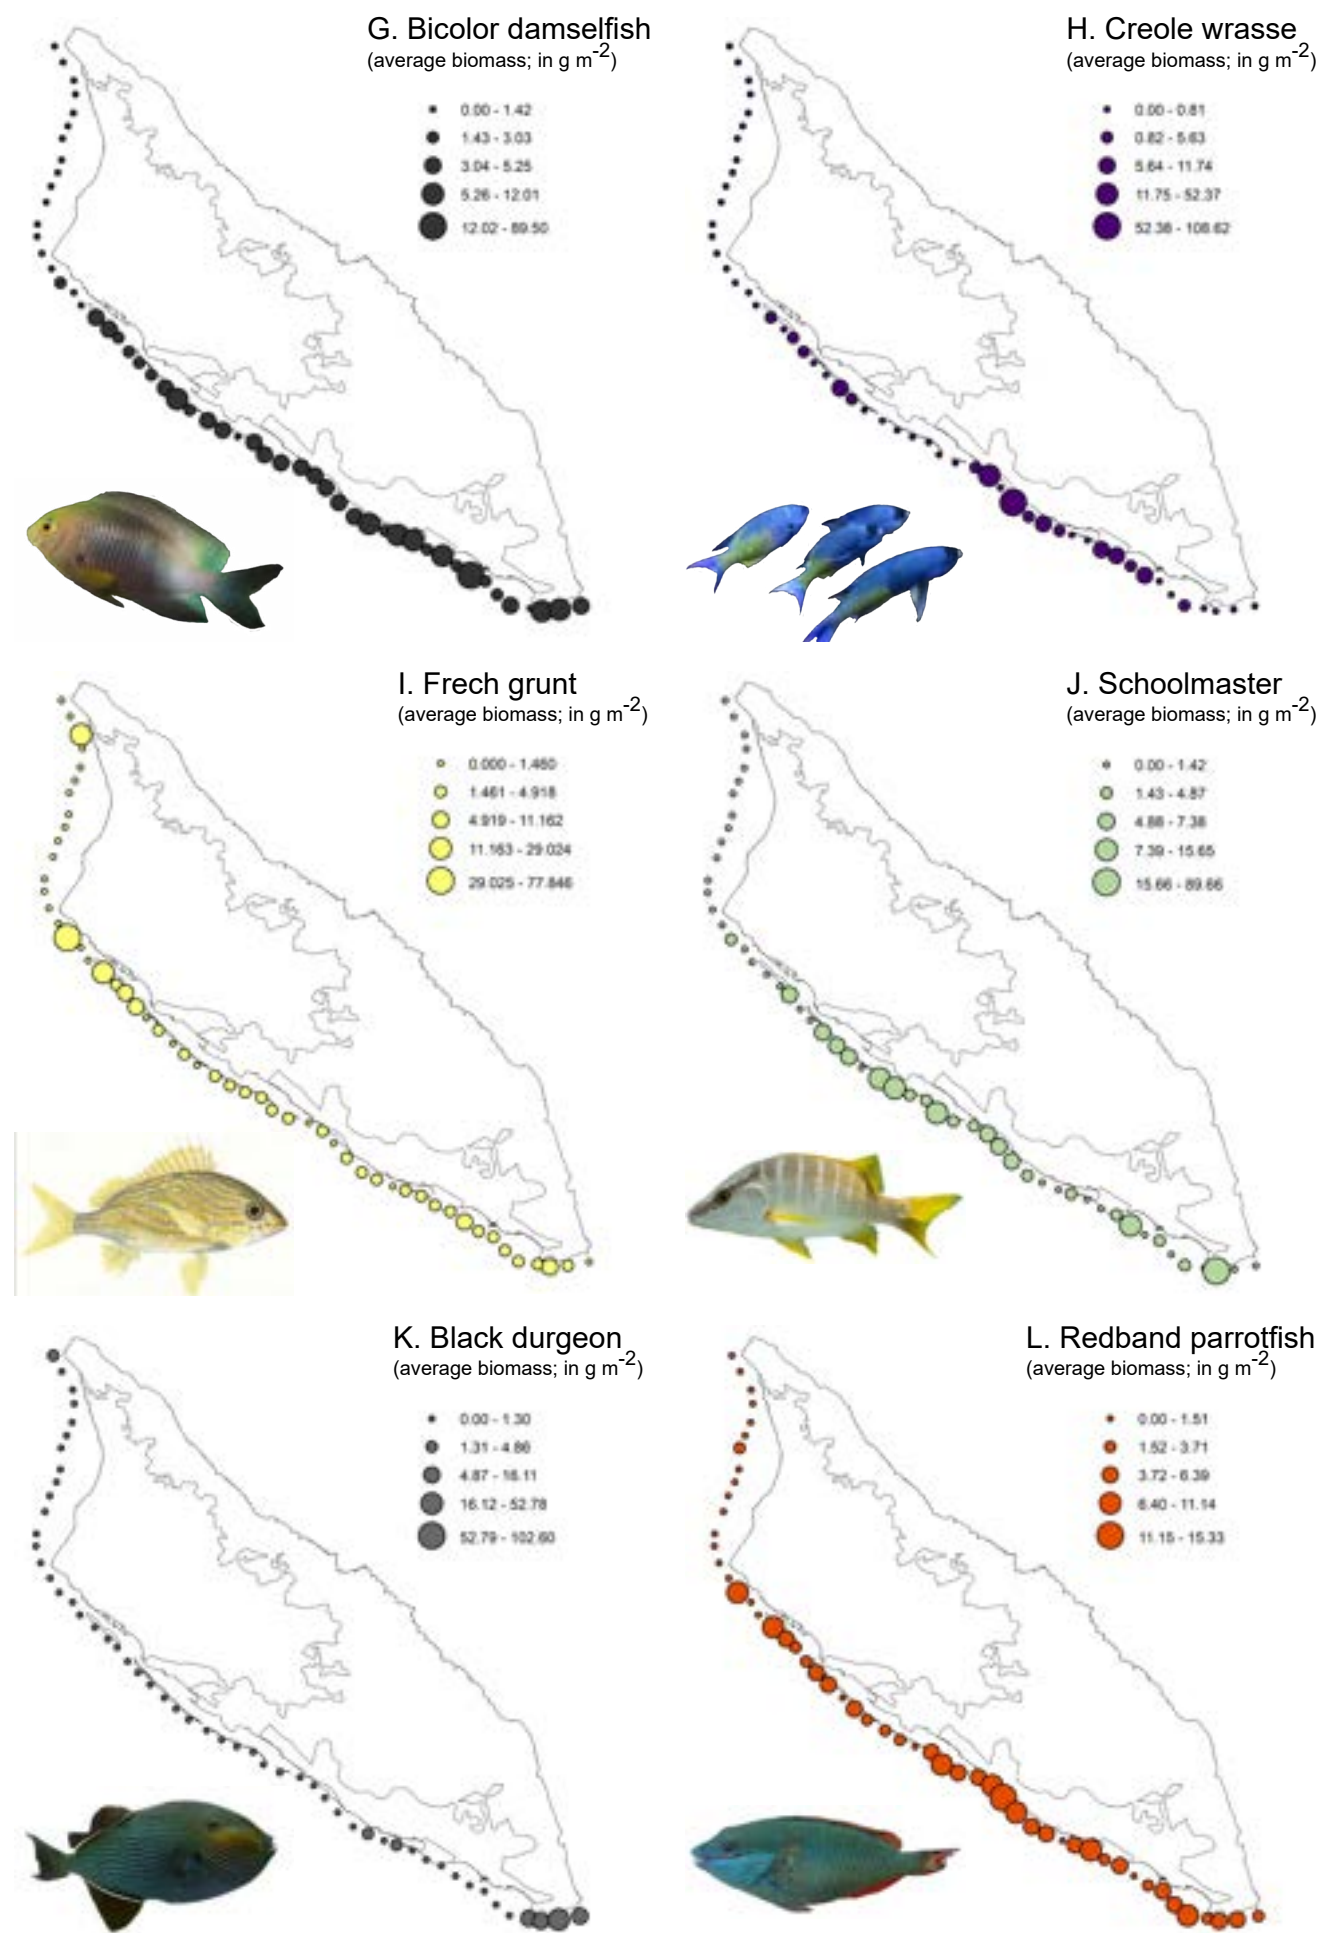 G. Bicolor damselfish
(average biomass; in g m-2)
0.00 - 1.42
1.43 - 3.03
3.04 - 5.25
5.26 - 12.01
12.02 - 89.50
H. Creole wrasse
(average biomass; in g m-2)
0.00 - 0.81
0.82 - 5.63
5.64 - 11.74
11.75 - 52.37
52.38 - 108.62
I. Frech grunt
(average biomass; in g m-2)
0.000 - 1.460
1.461 - 4.918
4.919 - 11.162
11.163 - 29.024
29.025 - 77.846
J. Schoolmaster
(average biomass; in g m-2)
0.00 - 1.42
1.43 - 4.87
4.88 - 7.38
7.39 - 15.65
15.66 - 89.66
K. Black durgeon
(average biomass; in g m-2)
0.00 - 1.30
1.31 - 4.86
4.87 - 16.11
16.12 - 52.78
52.79 - 102.60
L. Redband parrotfish
(average biomass; in g m-2)
0.00 - 1.51
1.52 - 3.71
3.72 - 6.39
6.40 - 11.14
11.15 - 15.33